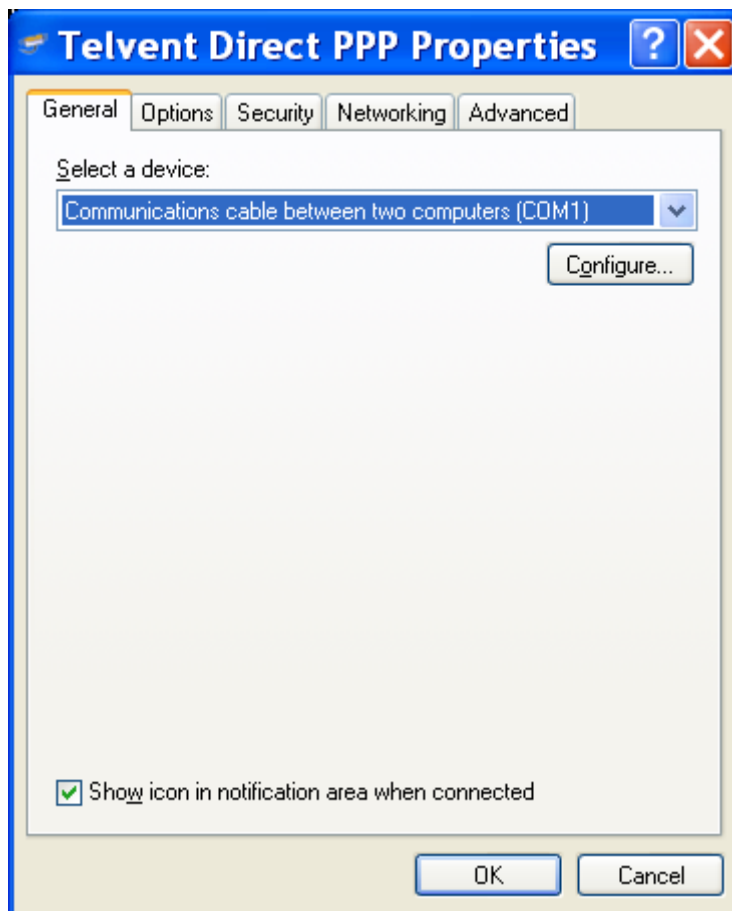 Telvent Direct PPP Properties ?
General Options Security Networking Advanced
Select a device:
Communications cable between two computers (COM1)
Configure...
Show icon in notification area when connected
OK Cancel